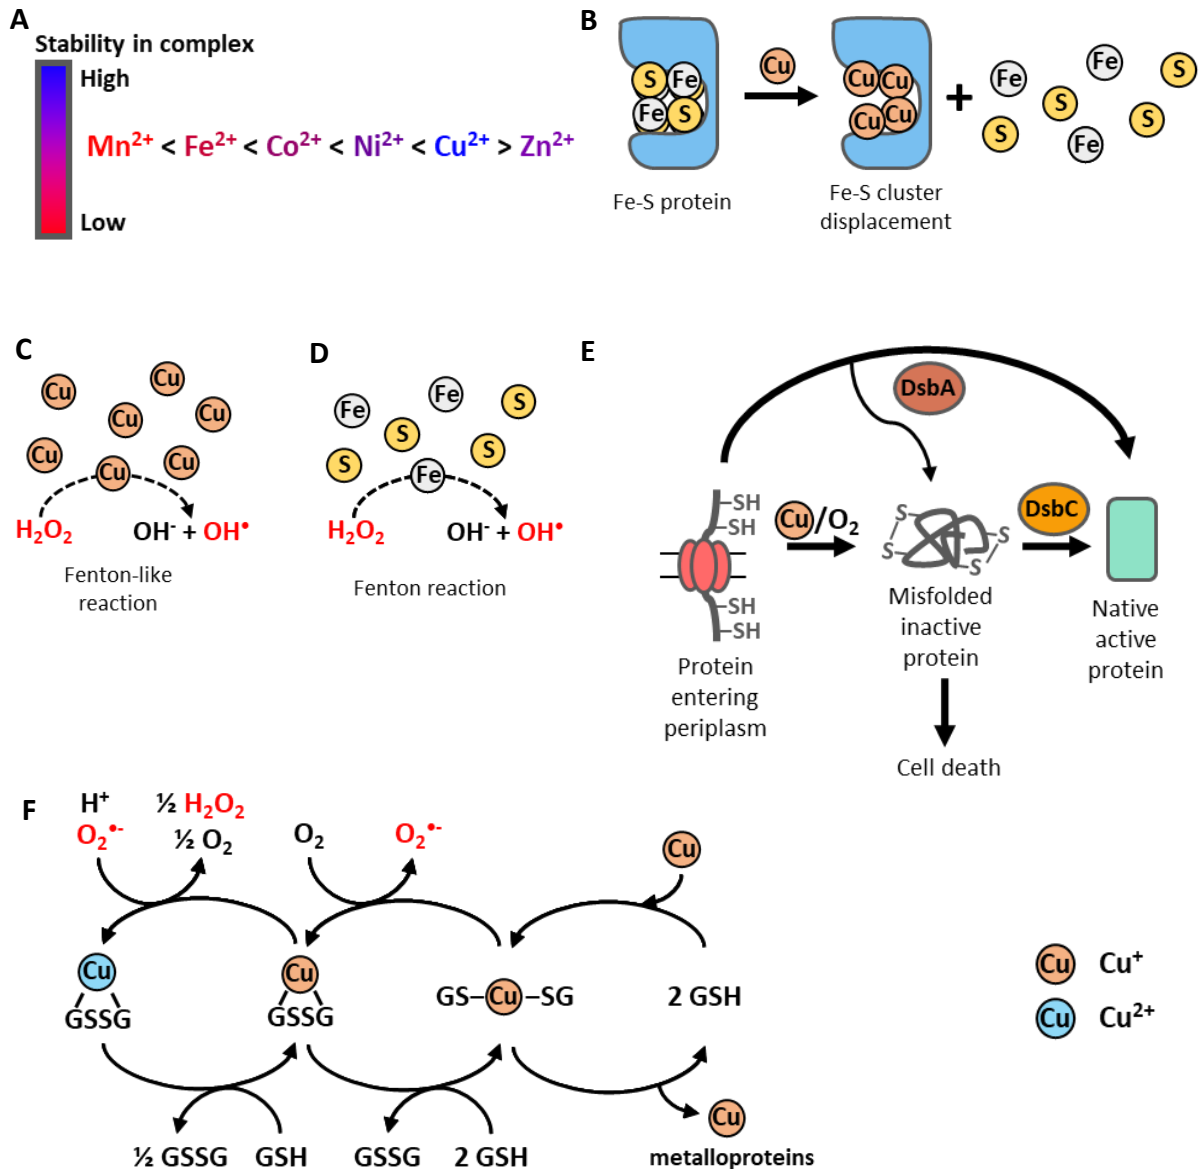 A
Stability in complex
High
Mn²⁺ < Fe²⁺ < Co²⁺ < Ni²⁺ < Cu²⁺ > Zn²⁺
Low
B
S Fe
Fe S
Fe-S protein
Cu
Cu Cu
Cu Cu
Fe-S cluster
displacement
+
Fe Fe S
S S
S Fe
C
Cu Cu
Cu Cu
Cu Cu Cu
H₂O₂ OH⁻ + OH•
Fenton-like
reaction
D
Fe Fe S
S S
S Fe
H₂O₂ OH⁻ + OH•
Fenton reaction
E
DsbA
–SH
–SH
–SH
–SH
Protein
entering
periplasm
Cu/O₂
S S
S S
Misfolded
inactive
protein
Cell death
DsbC
Native
active
protein
F
H⁺ ½ H₂O₂
O₂•⁻ ½ O₂ O₂ O₂•⁻ Cu
Cu Cu
GSSG GSSG GS–Cu–SG 2 GSH
½ GSSG GSH GSSG 2 GSH
Cu
metalloproteins
Cu Cu⁺
Cu Cu²⁺